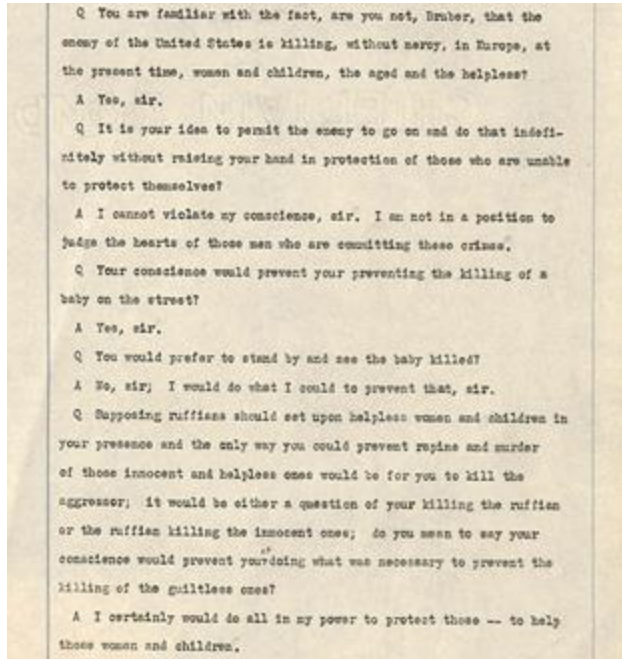 Q You are familiar with the fact, are you not, Bruber, that the
enemy of the United States is killing, without mercy, in Europe, at
the present time, women and children, the aged and the helpless?
A Yes, sir.
Q It is your idea to permit the enemy to go on and do that indefi-
nitely without raising your hand in protection of those who are unable
to protect themselves?
A I cannot violate my conscience, sir. I am not in a position to
judge the hearts of those men who are committing these crimes.
Q Your conscience would prevent your preventing the killing of a
baby on the street?
A Yes, sir.
Q You would prefer to stand by and see the baby killed?
A No, sir; I would do what I could to prevent that, sir.
Q Supposing ruffians should set upon helpless women and children in
your presence and the only way you could prevent rapine and murder
of those innocent and helpless ones would be for you to kill the
aggressor; it would be either a question of your killing the ruffian
or the ruffian killing the innocent ones; do you mean to say your
conscience would prevent your doing what was necessary to prevent the
killing of the guiltless ones?
A I certainly would do all in my power to protect those -- to help
those women and children.